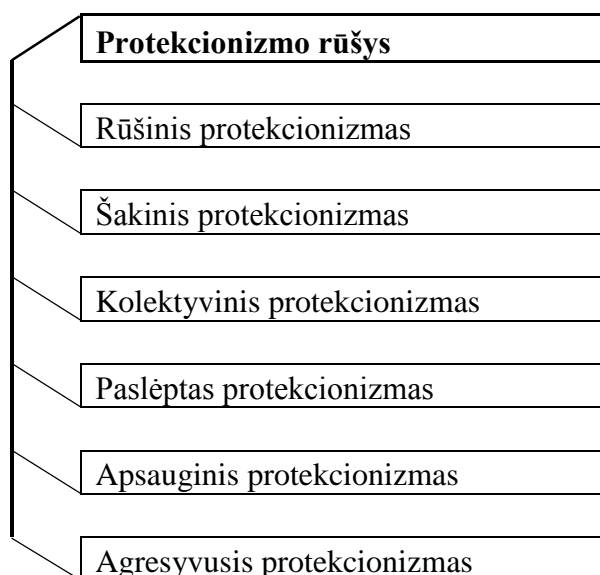 Protekcionizmo rūšys
Rūšinis protekcionizmas
Šakinis protekcionizmas
Kolektyvinis protekcionizmas
Paslėptas protekcionizmas
Apsauginis protekcionizmas
Agresyvusis protekcionizmas